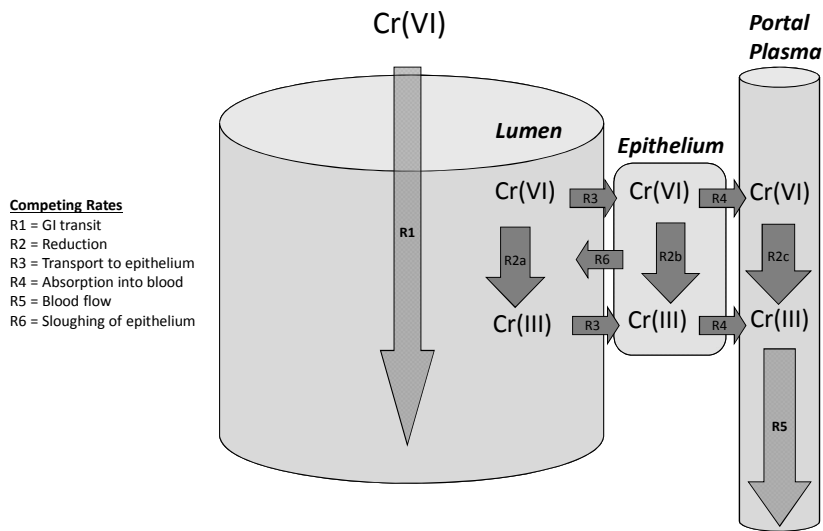 Cr(VI)
Portal
Plasma
Lumen
Epithelium
Cr(VI)
R3
Cr(VI)
R4
Cr(VI)
Competing Rates
R1 = GI transit
R2 = Reduction
R3 = Transport to epithelium
R4 = Absorption into blood
R5 = Blood flow
R6 = Sloughing of epithelium
R1
R2a
R6
R2b
R2c
Cr(III)
R3
Cr(III)
R4
Cr(III)
R5